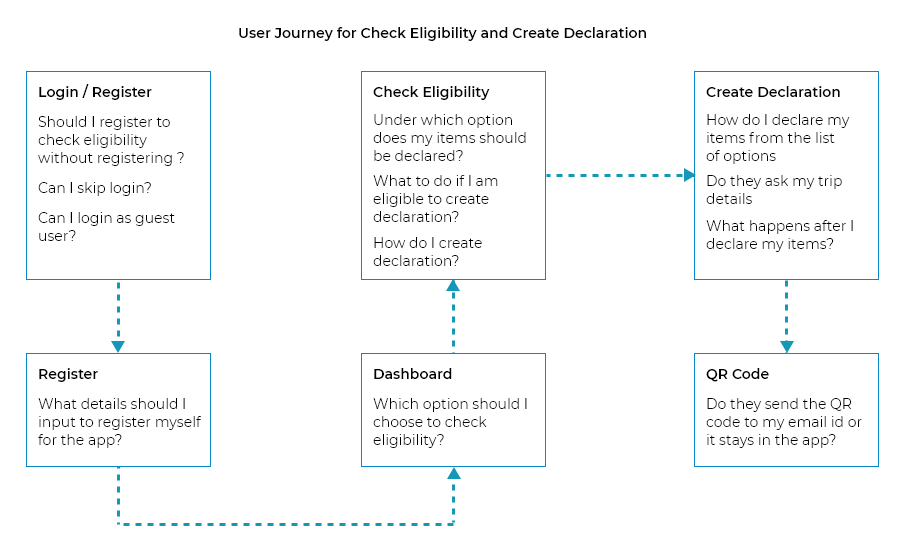 User Journey for Check Eligibility and Create Declaration
Login / Register
Should I register to
check eligibility
without registering ?
Can I skip login?
Can I login as guest
user?
Check Eligibility
Under which option
does my items should
be declared?
What to do if I am
eligible to create
declaration?
How do I create
declaration?
Create Declaration
How do I declare my
items from the list
of options
Do they ask my trip
details
What happens after I
declare my items?
Register
What details should I
input to register myself
for the app?
Dashboard
Which option should I
choose to check
eligibility?
QR Code
Do they send the QR
code to my email id or
it stays in the app?